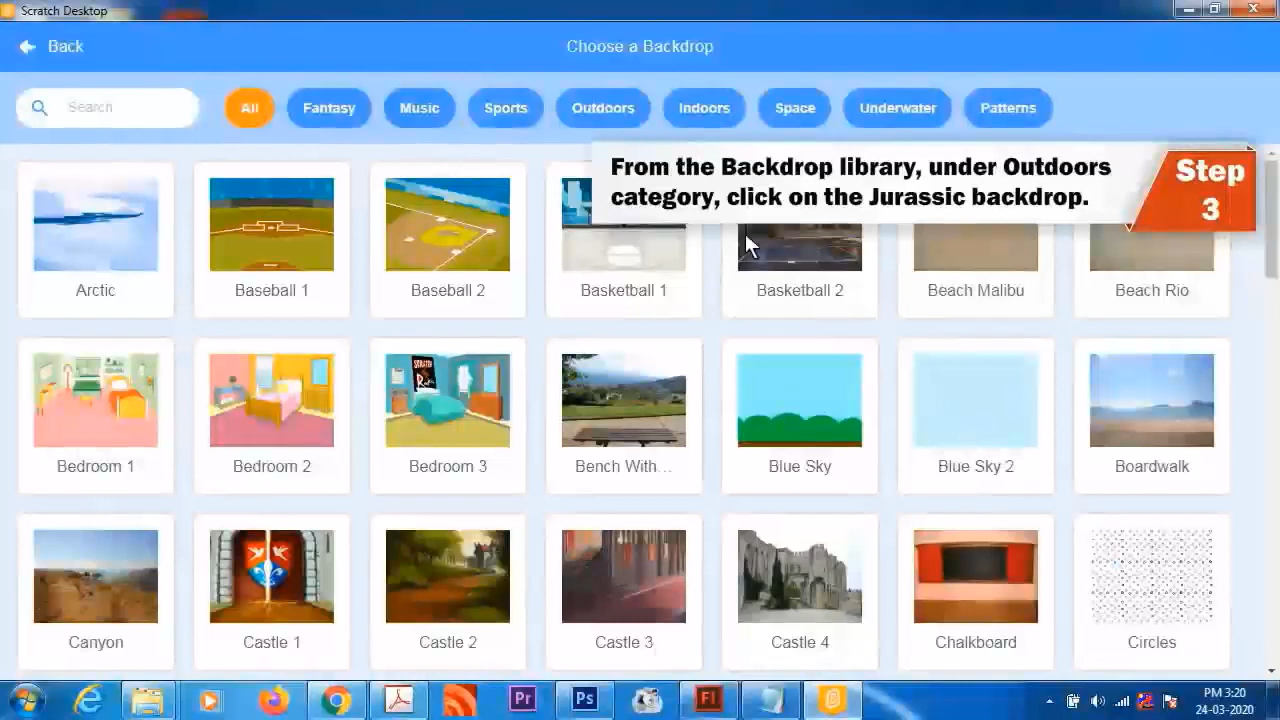 Scratch Desktop
Back
Choose a Backdrop
Search
All
Fantasy
Music
Sports
Outdoors
Indoors
Space
Underwater
Patterns
From the Backdrop library, under Outdoors
category, click on the Jurassic backdrop.
Step
3
Arctic
Baseball 1
Baseball 2
Basketball 1
Basketball 2
Beach Malibu
Beach Rio
Bedroom 1
Bedroom 2
Bedroom 3
Bench With...
Blue Sky
Blue Sky 2
Boardwalk
Canyon
Castle 1
Castle 2
Castle 3
Castle 4
Chalkboard
Circles
Pr
Ps
Fl
PM 3:20
24-03-2020